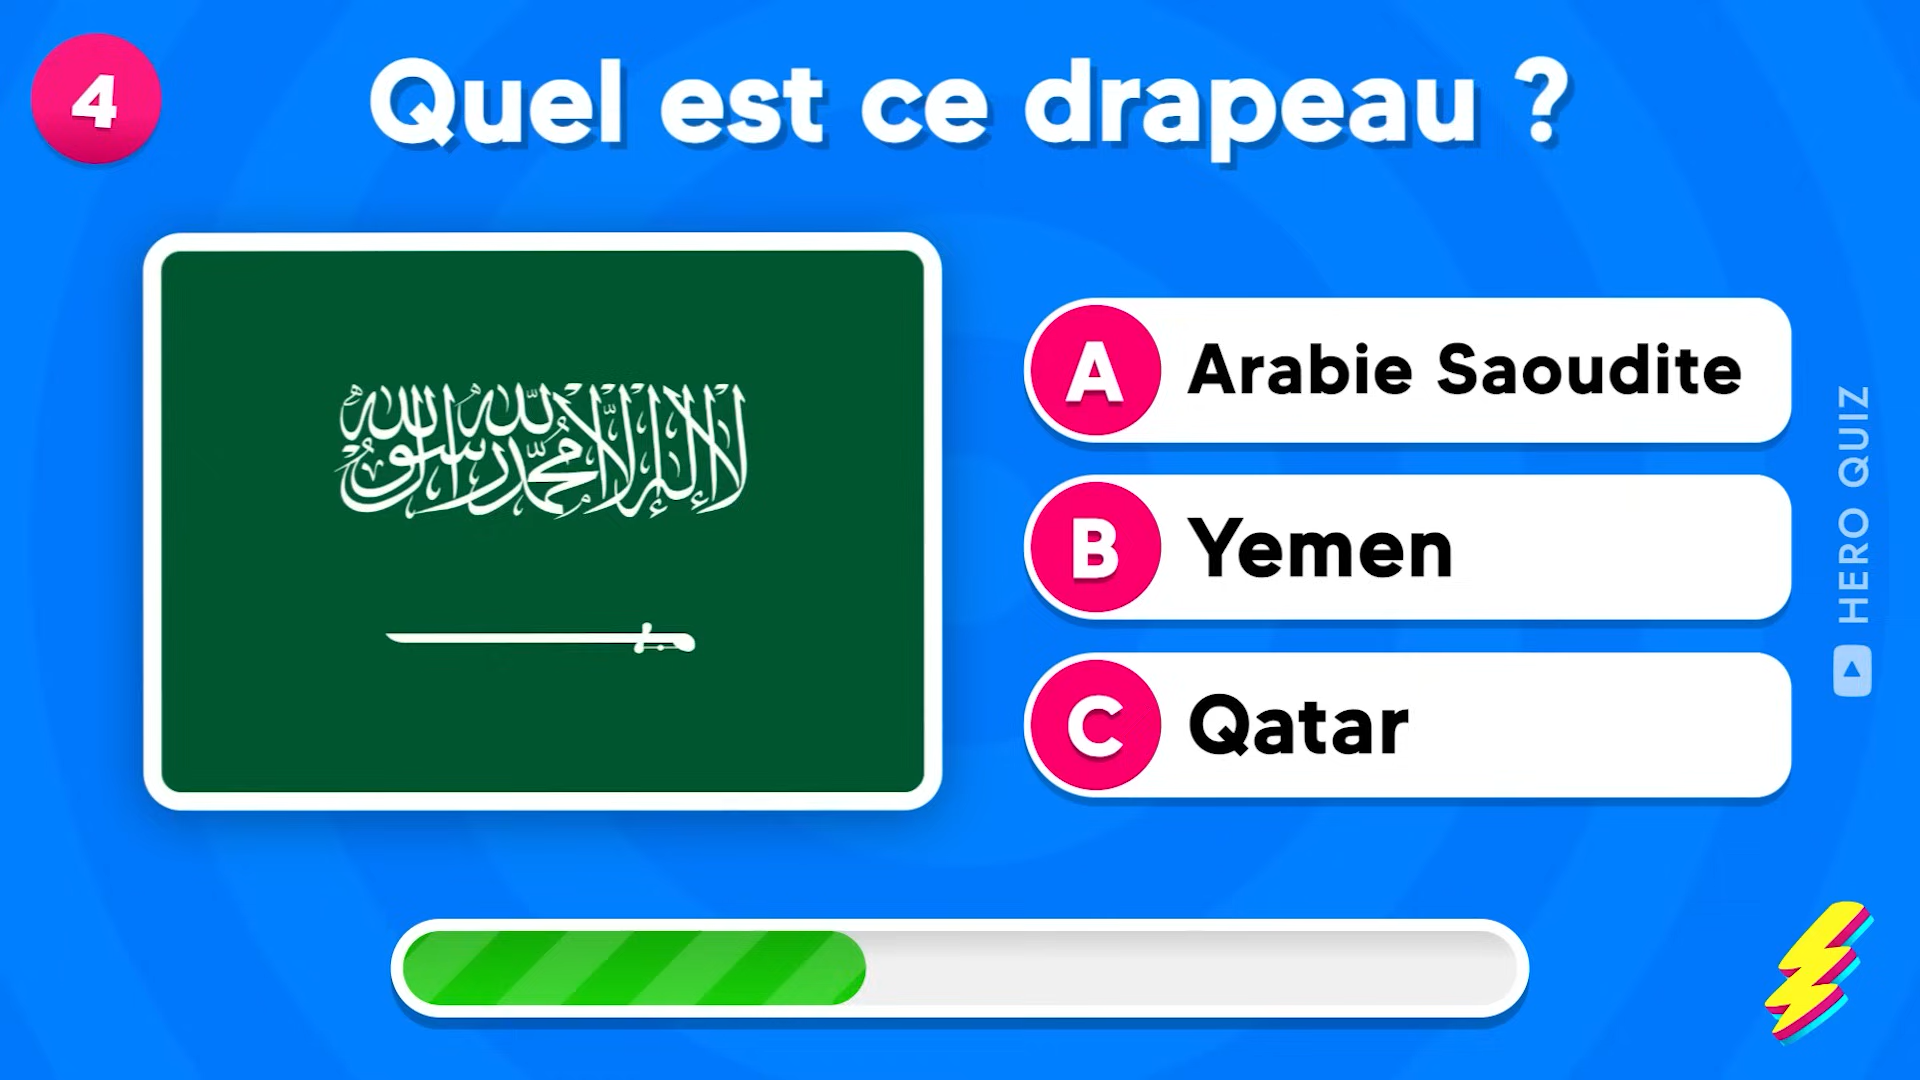 4
Quel est ce drapeau ?
لا إله إلا الله محمد رسول الله
A Arabie Saoudite
B Yemen
C Qatar
HERO QUIZ